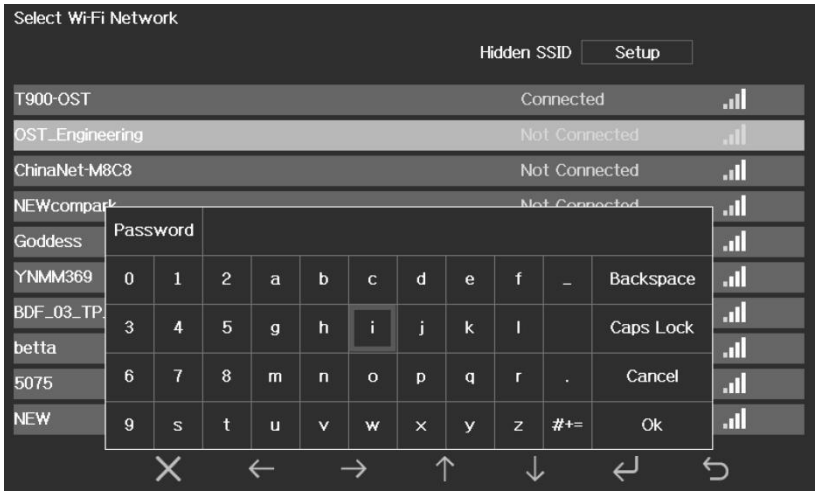 Select Wi-Fi Network
Hidden SSID Setup
T900-OST Connected
OST_Engineering Not Connected
ChinaNet-M8C8 Not Connected
NEWcompark Not Connected
Goddess
YNMM369
BDF_03_TP_
betta
5075
NEW
Password
0 1 2 a b c d e f _ Backspace
3 4 5 g h i j k l Caps Lock
6 7 8 m n o p q r . Cancel
9 s t u v w x y z #+= Ok